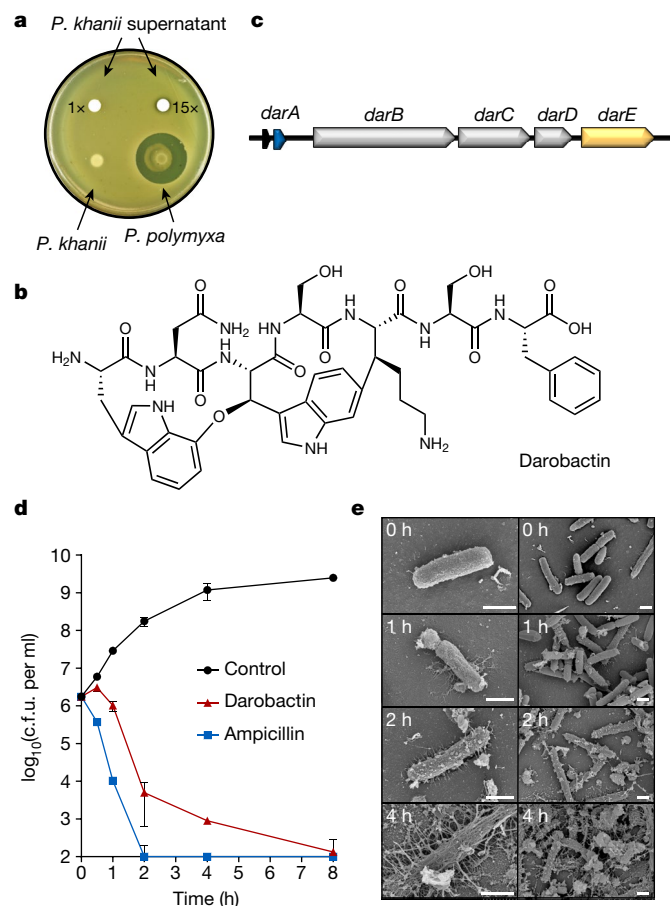 a
P. khanii supernatant
1×
15×
P. khanii
P. polymyxa
c
darA
darB
darC
darD
darE
b
OH
OH
O
O
O
H
N
H
N
NH2
H
N
O
H
N
OH
H2N
N
H
H
N
O
N
H
O
O
O
NH
O
NH
NH2
Darobactin
d
10
9
8
7
6
5
4
3
2
log10(c.f.u. per ml)
Control
Darobactin
Ampicillin
0 1 2 3 4 5 6 7 8
Time (h)
e
0 h
0 h
1 h
1 h
2 h
2 h
4 h
4 h